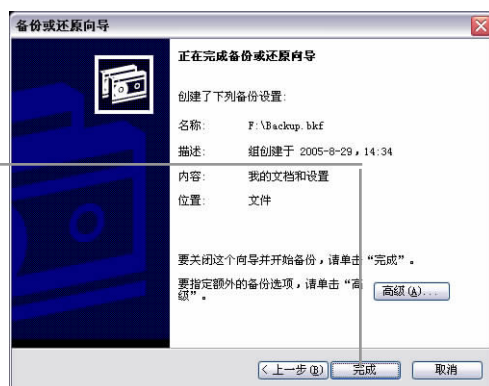 备份或还原向导
正在完成备份或还原向导
创建了下列备份设置:
名称: F:\Backup.bkf
描述: 组创建于 2005-8-29，14:34
内容: 我的文档和设置
位置: 文件
要关闭这个向导并开始备份，请单击“完成”。
要指定额外的备份选项，请单击“高
级”。
高级(A)...
<上一步(B) 完成 取消